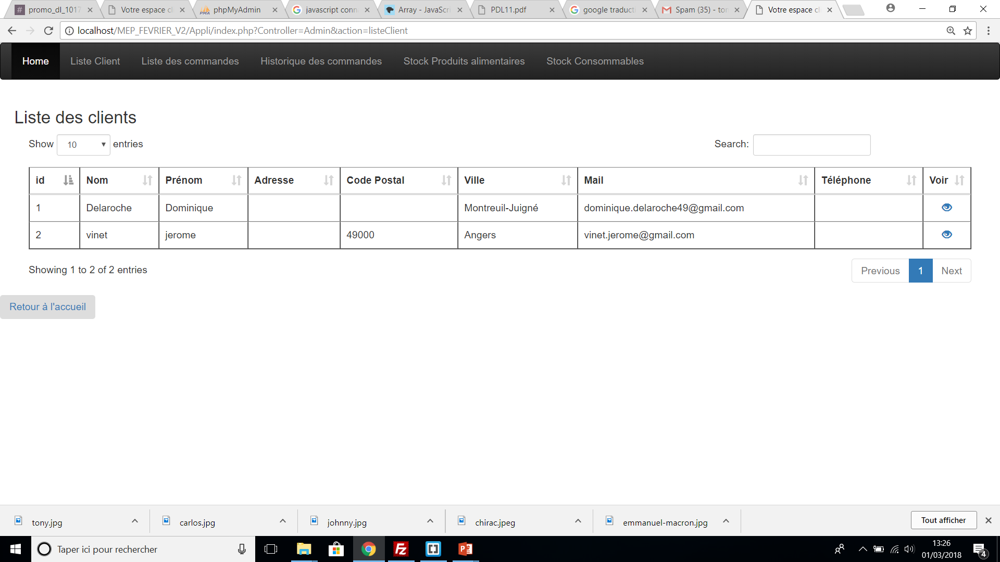 promo_dl_1017
Votre espace cl
phpMyAdmin
javascript conn
Array - JavaScri
PDL11.pdf
google traducti
Spam (35) - tor
Votre espace cl
localhost/MEP_FEVRIER_V2/Appli/index.php?Controller=Admin&action=listeClient
Home Liste Client Liste des commandes Historique des commandes Stock Produits alimentaires Stock Consommables
Liste des clients
Show 10 entries Search:
id Nom Prénom Adresse Code Postal Ville Mail Téléphone Voir
1 Delaroche Dominique Montreuil-Juigné dominique.delaroche49@gmail.com
2 vinet jerome 49000 Angers vinet.jerome@gmail.com
Showing 1 to 2 of 2 entries Previous 1 Next
Retour à l'accueil
tony.jpg carlos.jpg johnny.jpg chirac.jpeg emmanuel-macron.jpg Tout afficher
Taper ici pour rechercher
13:26
01/03/2018
4